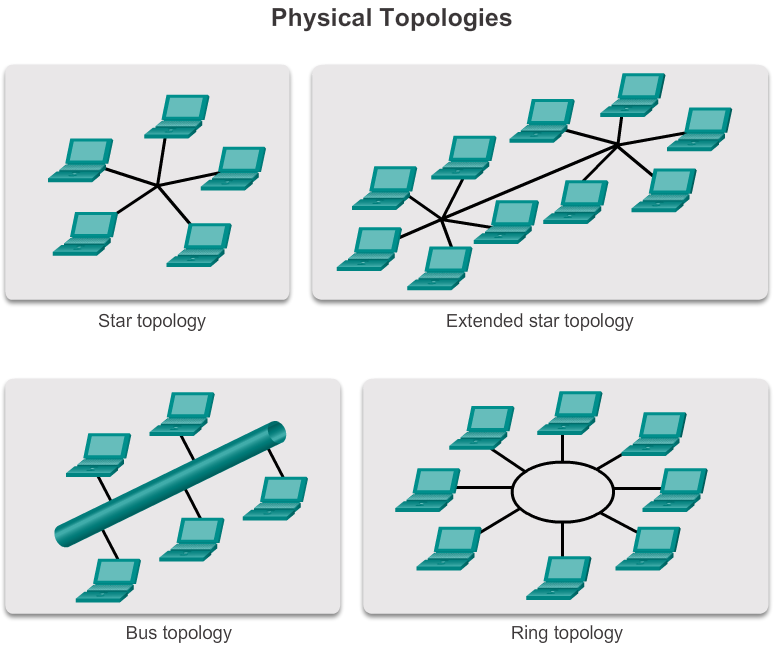 Physical Topologies
Star topology
Extended star topology
Bus topology
Ring topology